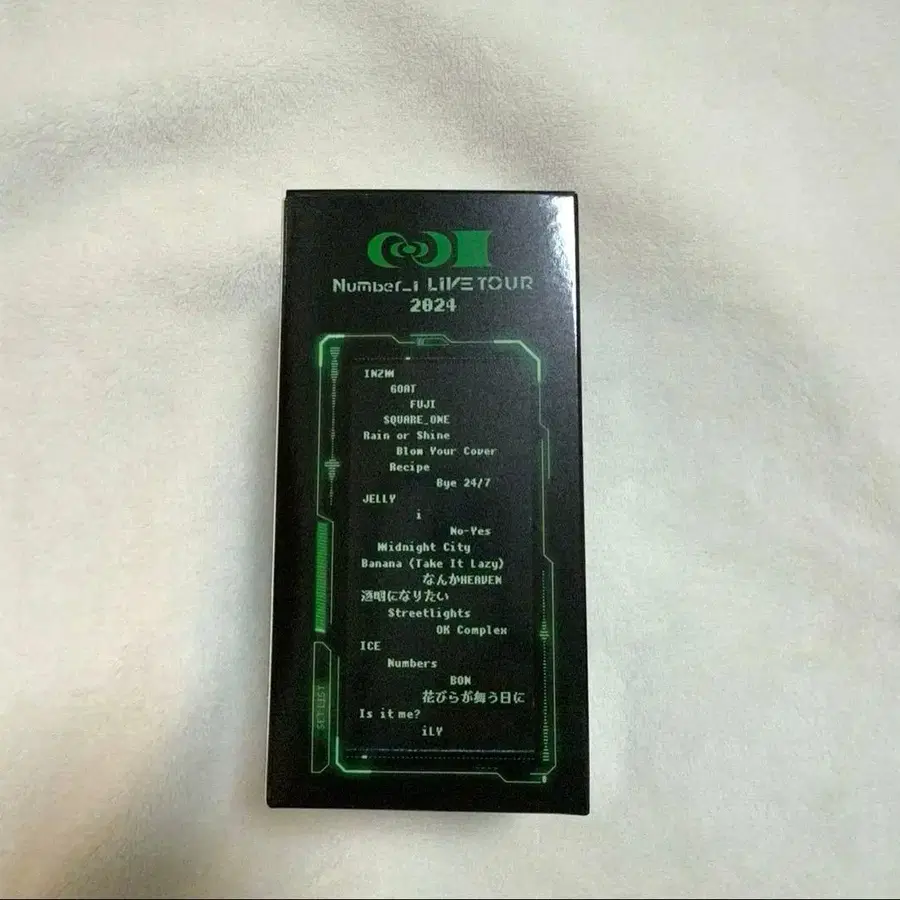 Number_i LIVE TOUR
2024
INZM
GOAT
FUJI
SQUARE_ONE
Rain or Shine
Blow Your Cover
Recipe
Bye 24/7
JELLY
i
No-Yes
Midnight City
Banana (Take It Lazy)
なんかHEAVEN
透明になりたい
Streetlights
OK Complex
ICE
Numbers
BON
花びらが舞う日に
Is it me?
iLY
SET LIST